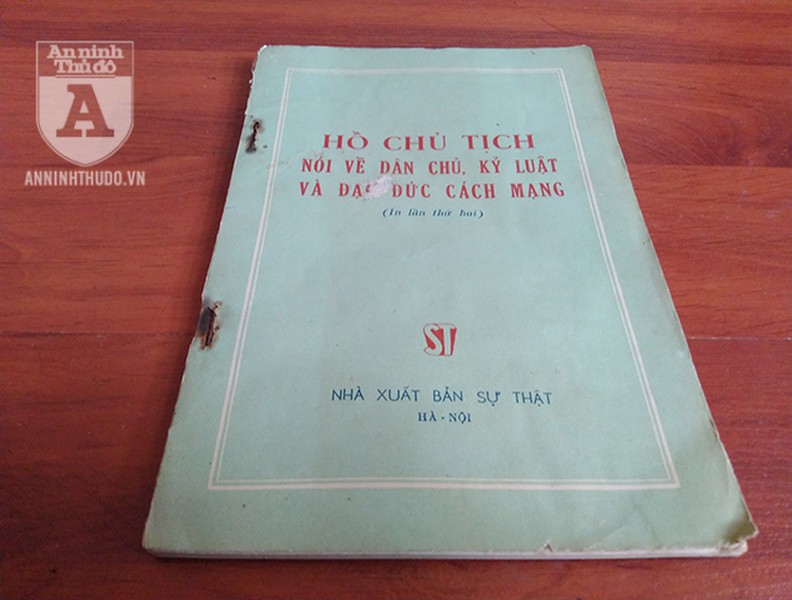 An ninh
Thủ đô
A
ANNINHTHUDO.VN
HỒ CHỦ TỊCH
NÓI VỀ DÂN CHỦ, KỶ LUẬT
VÀ ĐẠO ĐỨC CÁCH MẠNG
(In lần thứ hai)
ST
NHÀ XUẤT BẢN SỰ THẬT
HÀ - NỘI